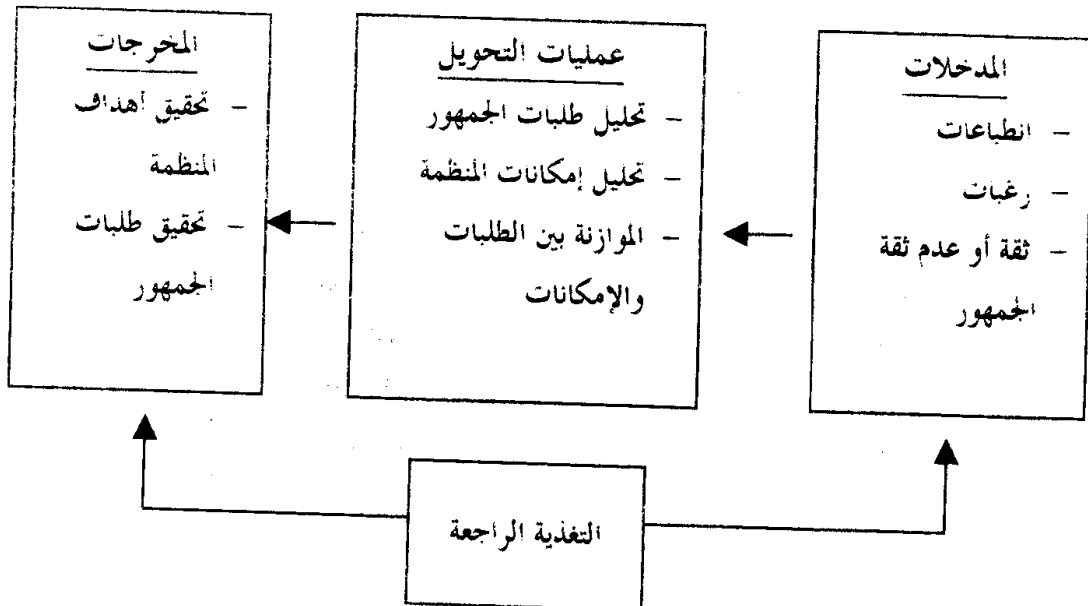 المدخلات
- انطباعات
- رغبات
- ثقة أو عدم ثقة
الجمهور
عمليات التحويل
- تحليل طلبات الجمهور
- تحليل إمكانات المنظمة
- الموازنة بين الطلبات
والإمكانات
المخرجات
- تحقيق أهداف
المنظمة
- تحقيق طلبات
الجمهور
التغذية الراجعة